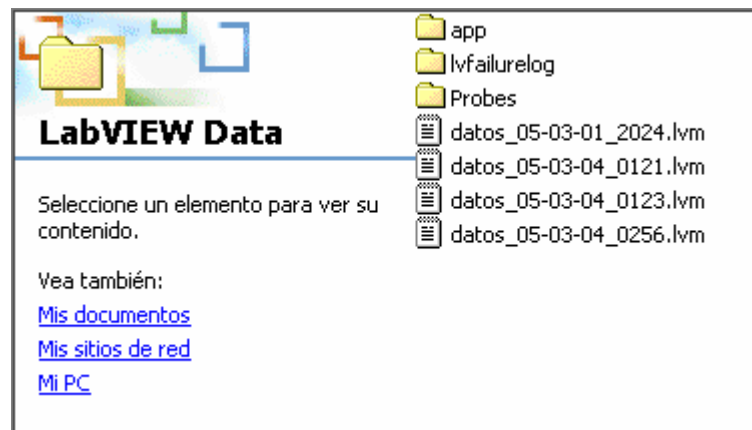 LabVIEW Data
Seleccione un elemento para ver su
contenido.
Vea también:
Mis documentos
Mis sitios de red
Mi PC
app
lvfailurelog
Probes
datos_05-03-01_2024.lvm
datos_05-03-04_0121.lvm
datos_05-03-04_0123.lvm
datos_05-03-04_0256.lvm